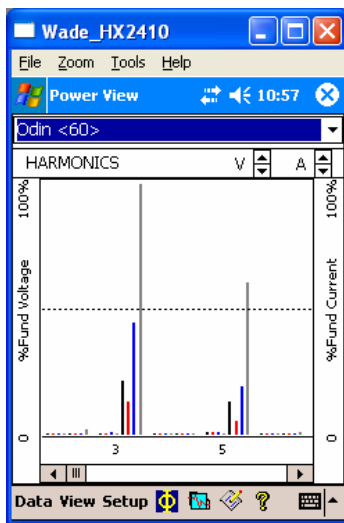 Wade_HX2410
File Zoom Tools Help
Power View 10:57
Odin <60>
HARMONICS V A
100%
%Fund Voltage
0
100%
%Fund Current
0
3 5
Data View Setup Φ ?